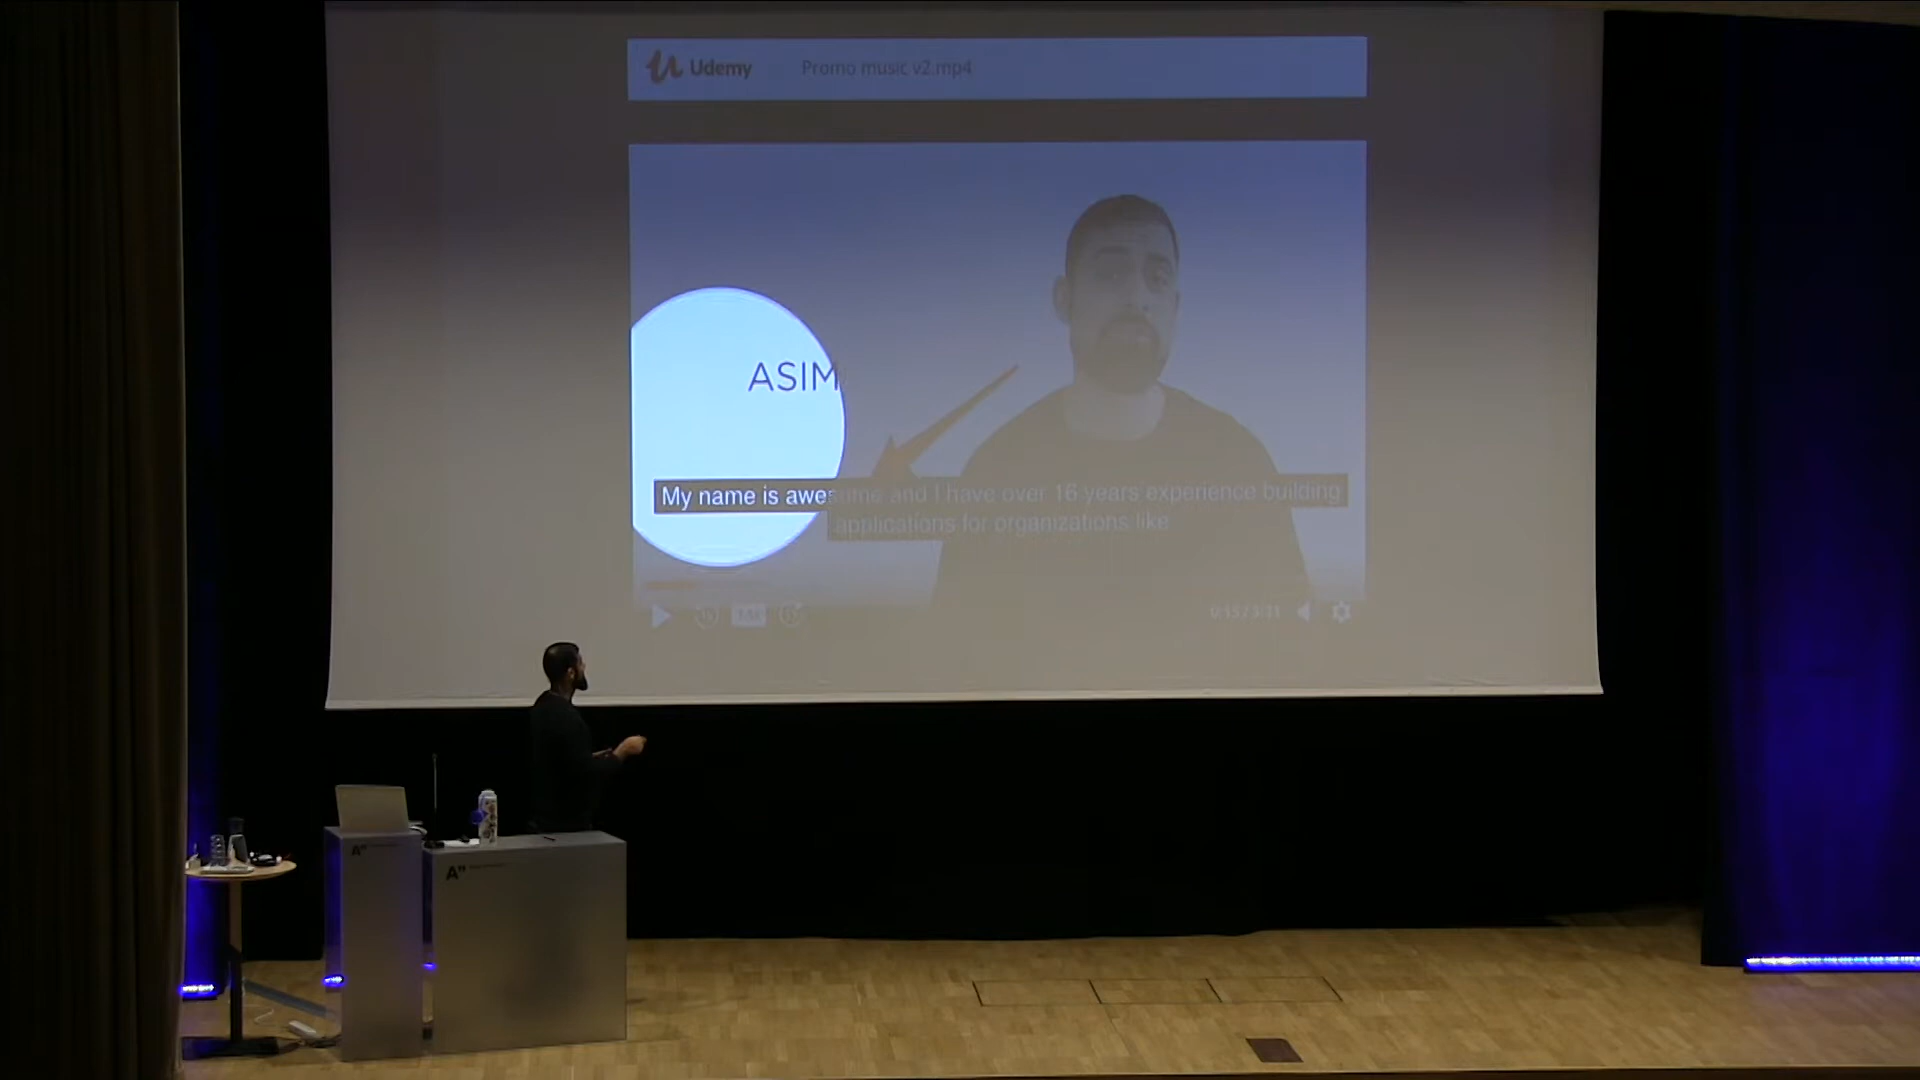 Udemy
Promo music v2.mp4
ASIM
My name is awesome and I have over 16 years experience building
applications for organizations like
A"
A"